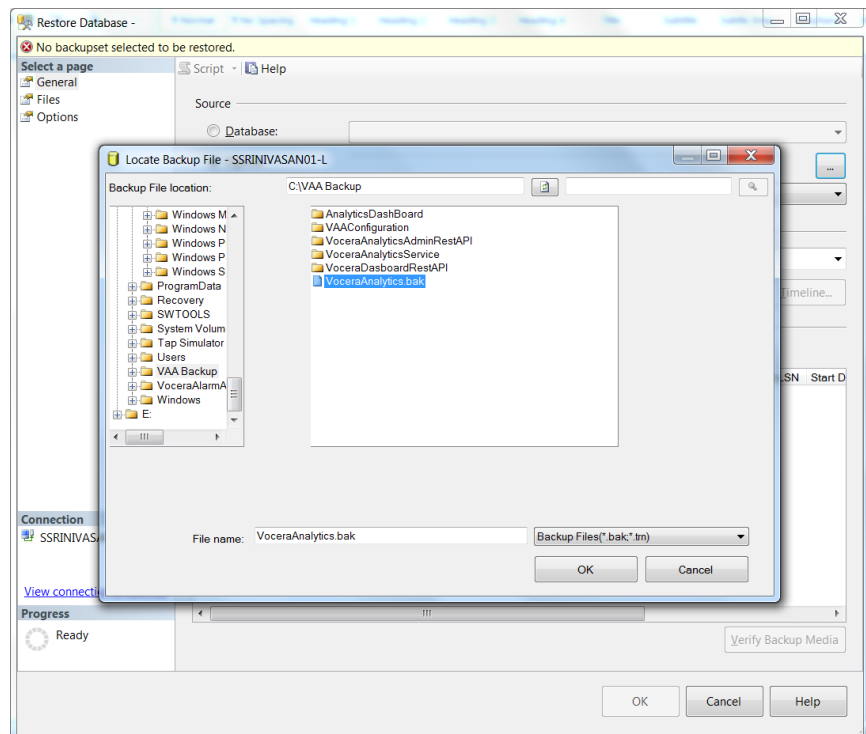 Restore Database -
No backupset selected to be restored.
Select a page
General
Files
Options
Script
Help
Source
Database:
...
Timeline...
LSN Start D
Locate Backup File - SSRINIVASAN01-L
Backup File location:
C:\VAA Backup
Windows M
Windows N
Windows P
Windows P
Windows S
ProgramData
Recovery
SWTOOLS
System Volum
Tap Simulator
Users
VAA Backup
VoceraAlarmA
Windows
E:
AnalyticsDashBoard
VAAConfiguration
VoceraAnalyticsAdminRestAPI
VoceraAnalyticsService
VoceraDasboardRestAPI
VoceraAnalytics.bak
File name:
VoceraAnalytics.bak
Backup Files(*.bak;*.trn)
OK
Cancel
Connection
SSRINIVAS
View connecti
Progress
Ready
Verify Backup Media
OK
Cancel
Help